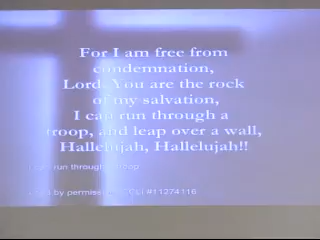 For I am free from
condemnation,
Lord, You are the rock
of my salvation,
I can run through a
troop, and leap over a wall,
Hallelujah, Hallelujah!!
I can run through a troop
by permission CCLI #11274116